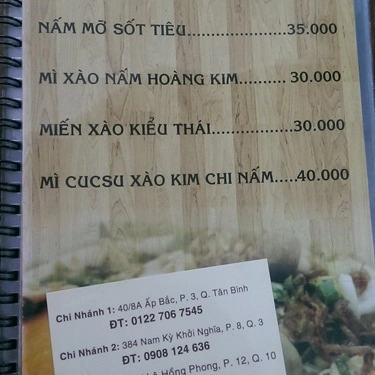 NẤM MỠ SỐT TIÊU.....................35.000
MÌ XÀO NẤM HOÀNG KIM.......... 30.000
MIẾN XÀO KIỂU THÁI.................30.000
MÌ CUCSU XÀO KIM CHI NẤM.....40.000
Chi Nhánh 1: 40/8A Ấp Bắc, P. 3, Q. Tân Bình
ĐT: 0122 706 7545
Chi Nhánh 2: 384 Nam Kỳ Khởi Nghĩa, P. 8, Q. 3
ĐT: 0908 124 636
Hồng Phong, P. 12, Q. 10